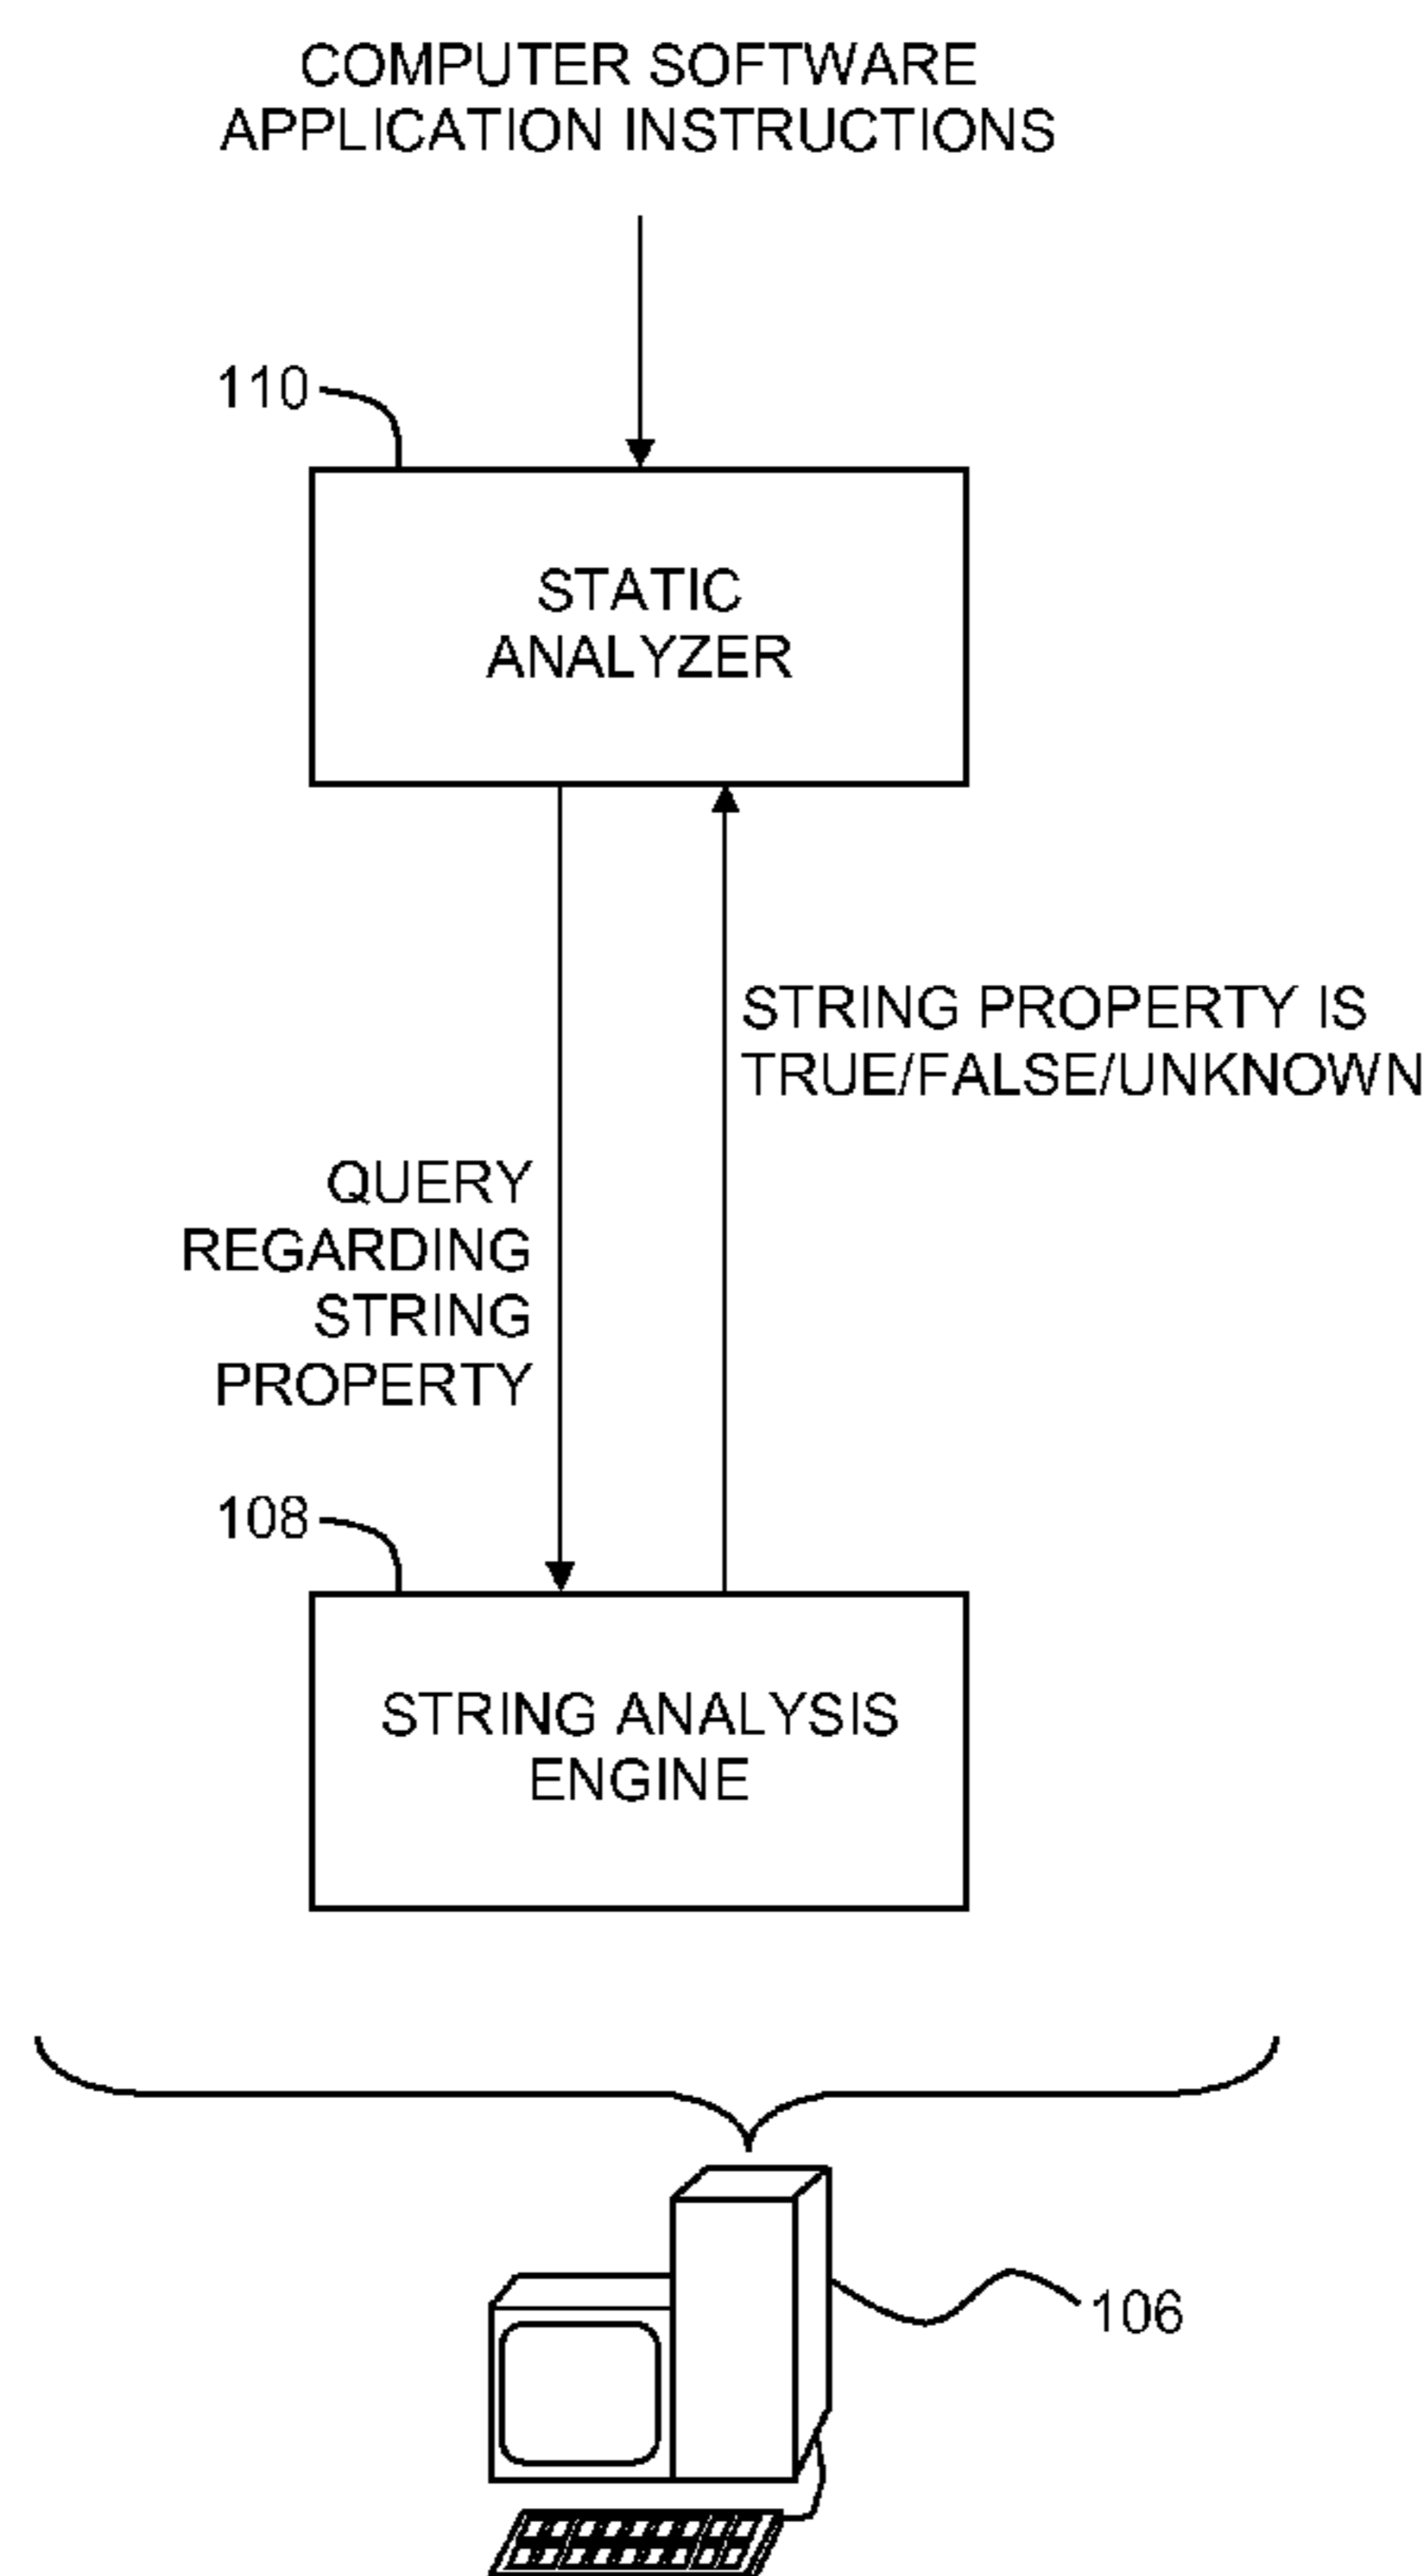 COMPUTER SOFTWARE
APPLICATION INSTRUCTIONS
110
STATIC
ANALYZER
STRING PROPERTY IS
TRUE/FALSE/UNKNOWN
QUERY
REGARDING
STRING
PROPERTY
108
STRING ANALYSIS
ENGINE
106